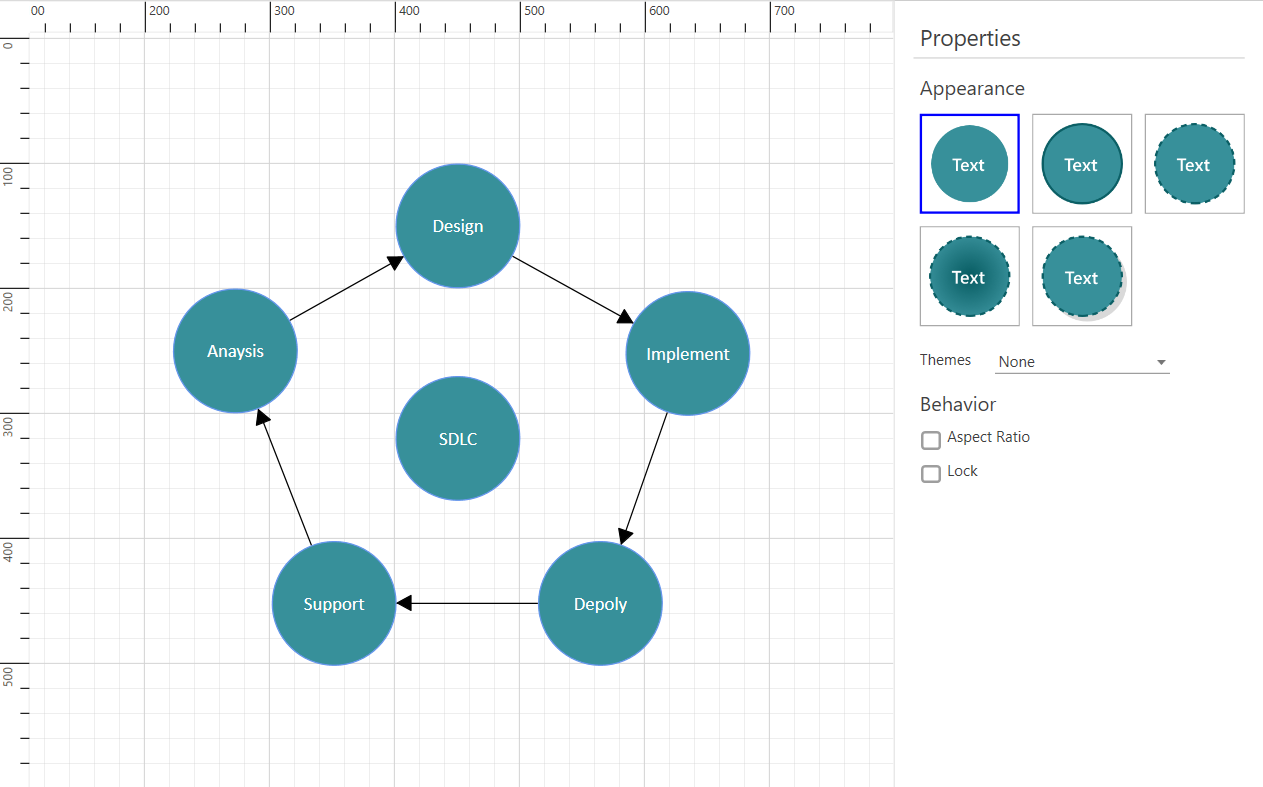 00 200 300 400 500 600 700
0
100
200
300
400
500
Design
Anaysis
Implement
SDLC
Support
Depoly
Properties
Appearance
Text Text Text
Text Text
Themes None
Behavior
Aspect Ratio
Lock